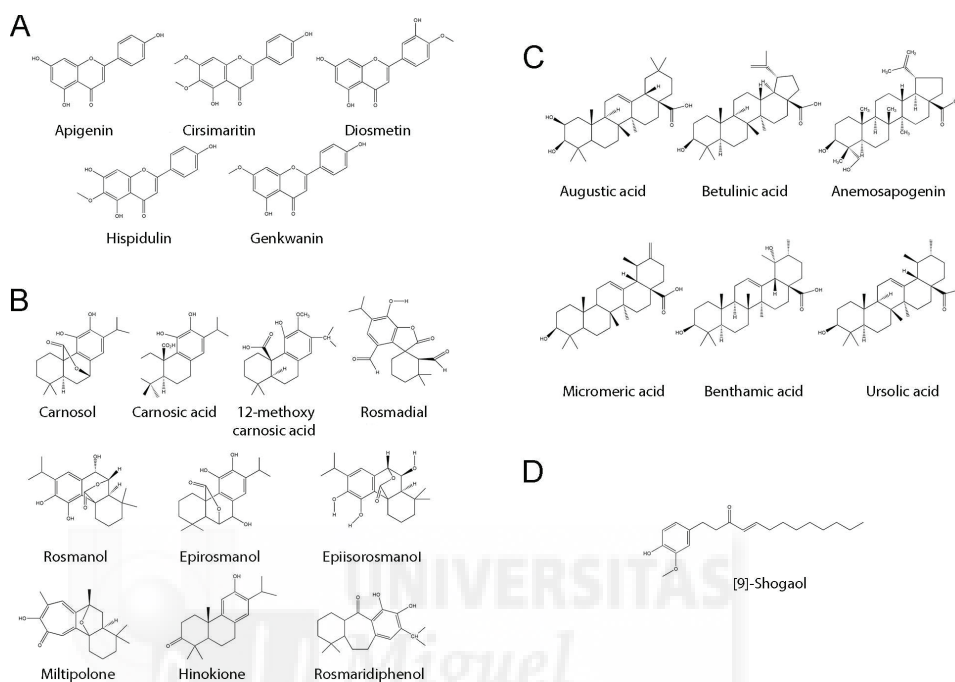 A
Apigenin
Cirsimaritin
Diosmetin
Hispidulin
Genkwanin
B
Carnosol
Carnosic acid
12-methoxy
carnosic acid
Rosmadial
Rosmanol
Epirosmanol
Epiisorosmanol
Miltipolone
Hinokione
Rosmaridiphenol
C
Augustic acid
Betulinic acid
Anemosapogenin
Micromeric acid
Benthamic acid
Ursolic acid
D
[9]-Shogaol
UNIVERSITAS
Miguel